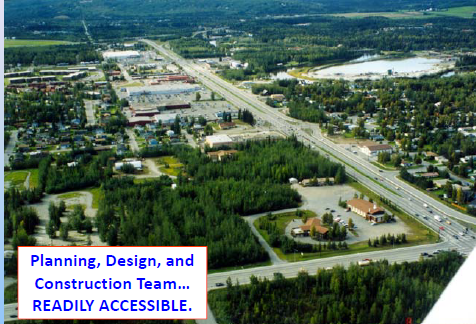 Planning, Design, and
Construction Team…
READILY ACCESSIBLE.